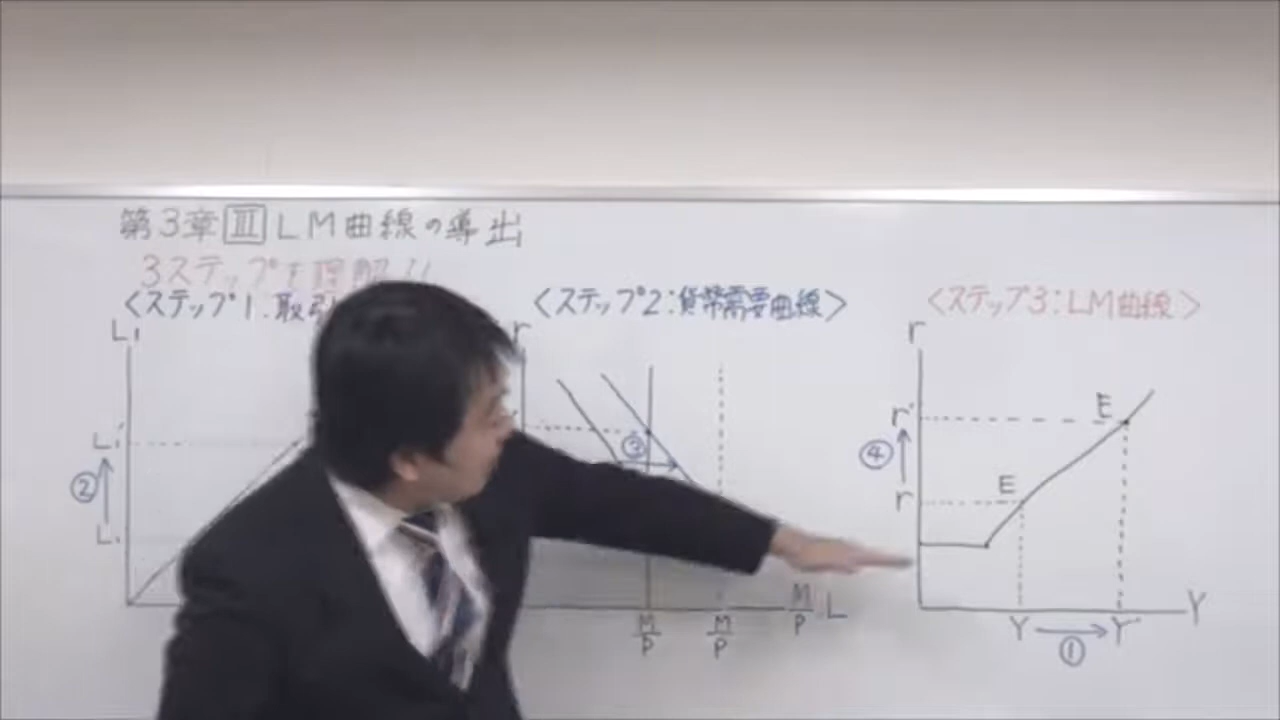 第3章 Ⅲ LM曲線の導出
3ステップを理解!!
<ステップ1.取引
<ステップ2:貨幣需要曲線>
<ステップ3:LM曲線>
L₁
L₁'
②
L₁
r
③
M/P
M/P
M/P L
r
r'
④
r
E
E
Y
①
Y'
Y